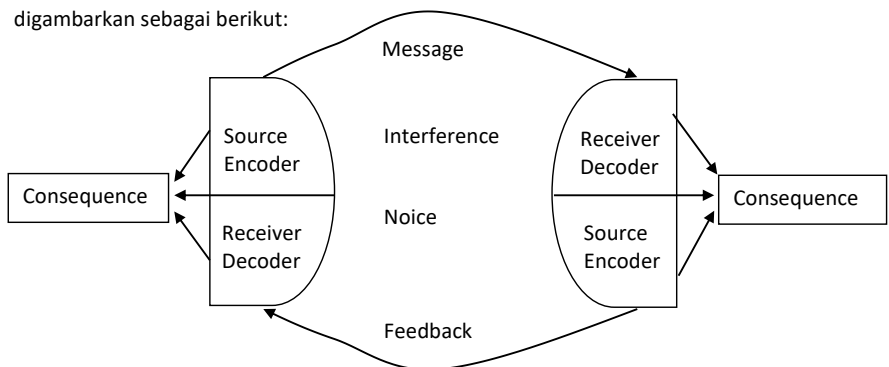 digambarkan sebagai berikut:
Message
Source
Encoder
Interference
Receiver
Decoder
Consequence
Consequence
Receiver
Decoder
Noice
Source
Encoder
Feedback